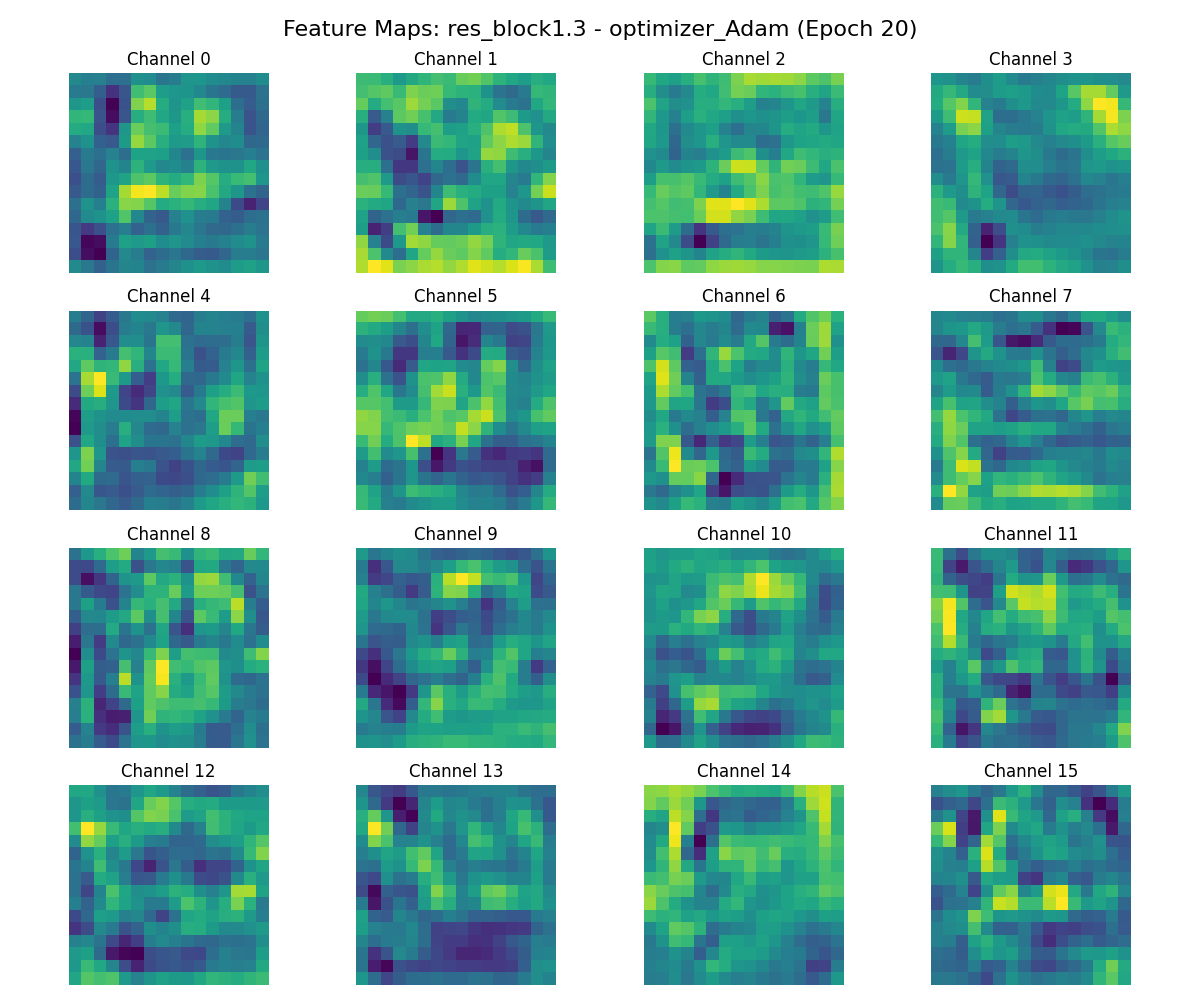 Feature Maps: res_block1.3 - optimizer_Adam (Epoch 20)
Channel 0
Channel 1
Channel 2
Channel 3
Channel 4
Channel 5
Channel 6
Channel 7
Channel 8
Channel 9
Channel 10
Channel 11
Channel 12
Channel 13
Channel 14
Channel 15